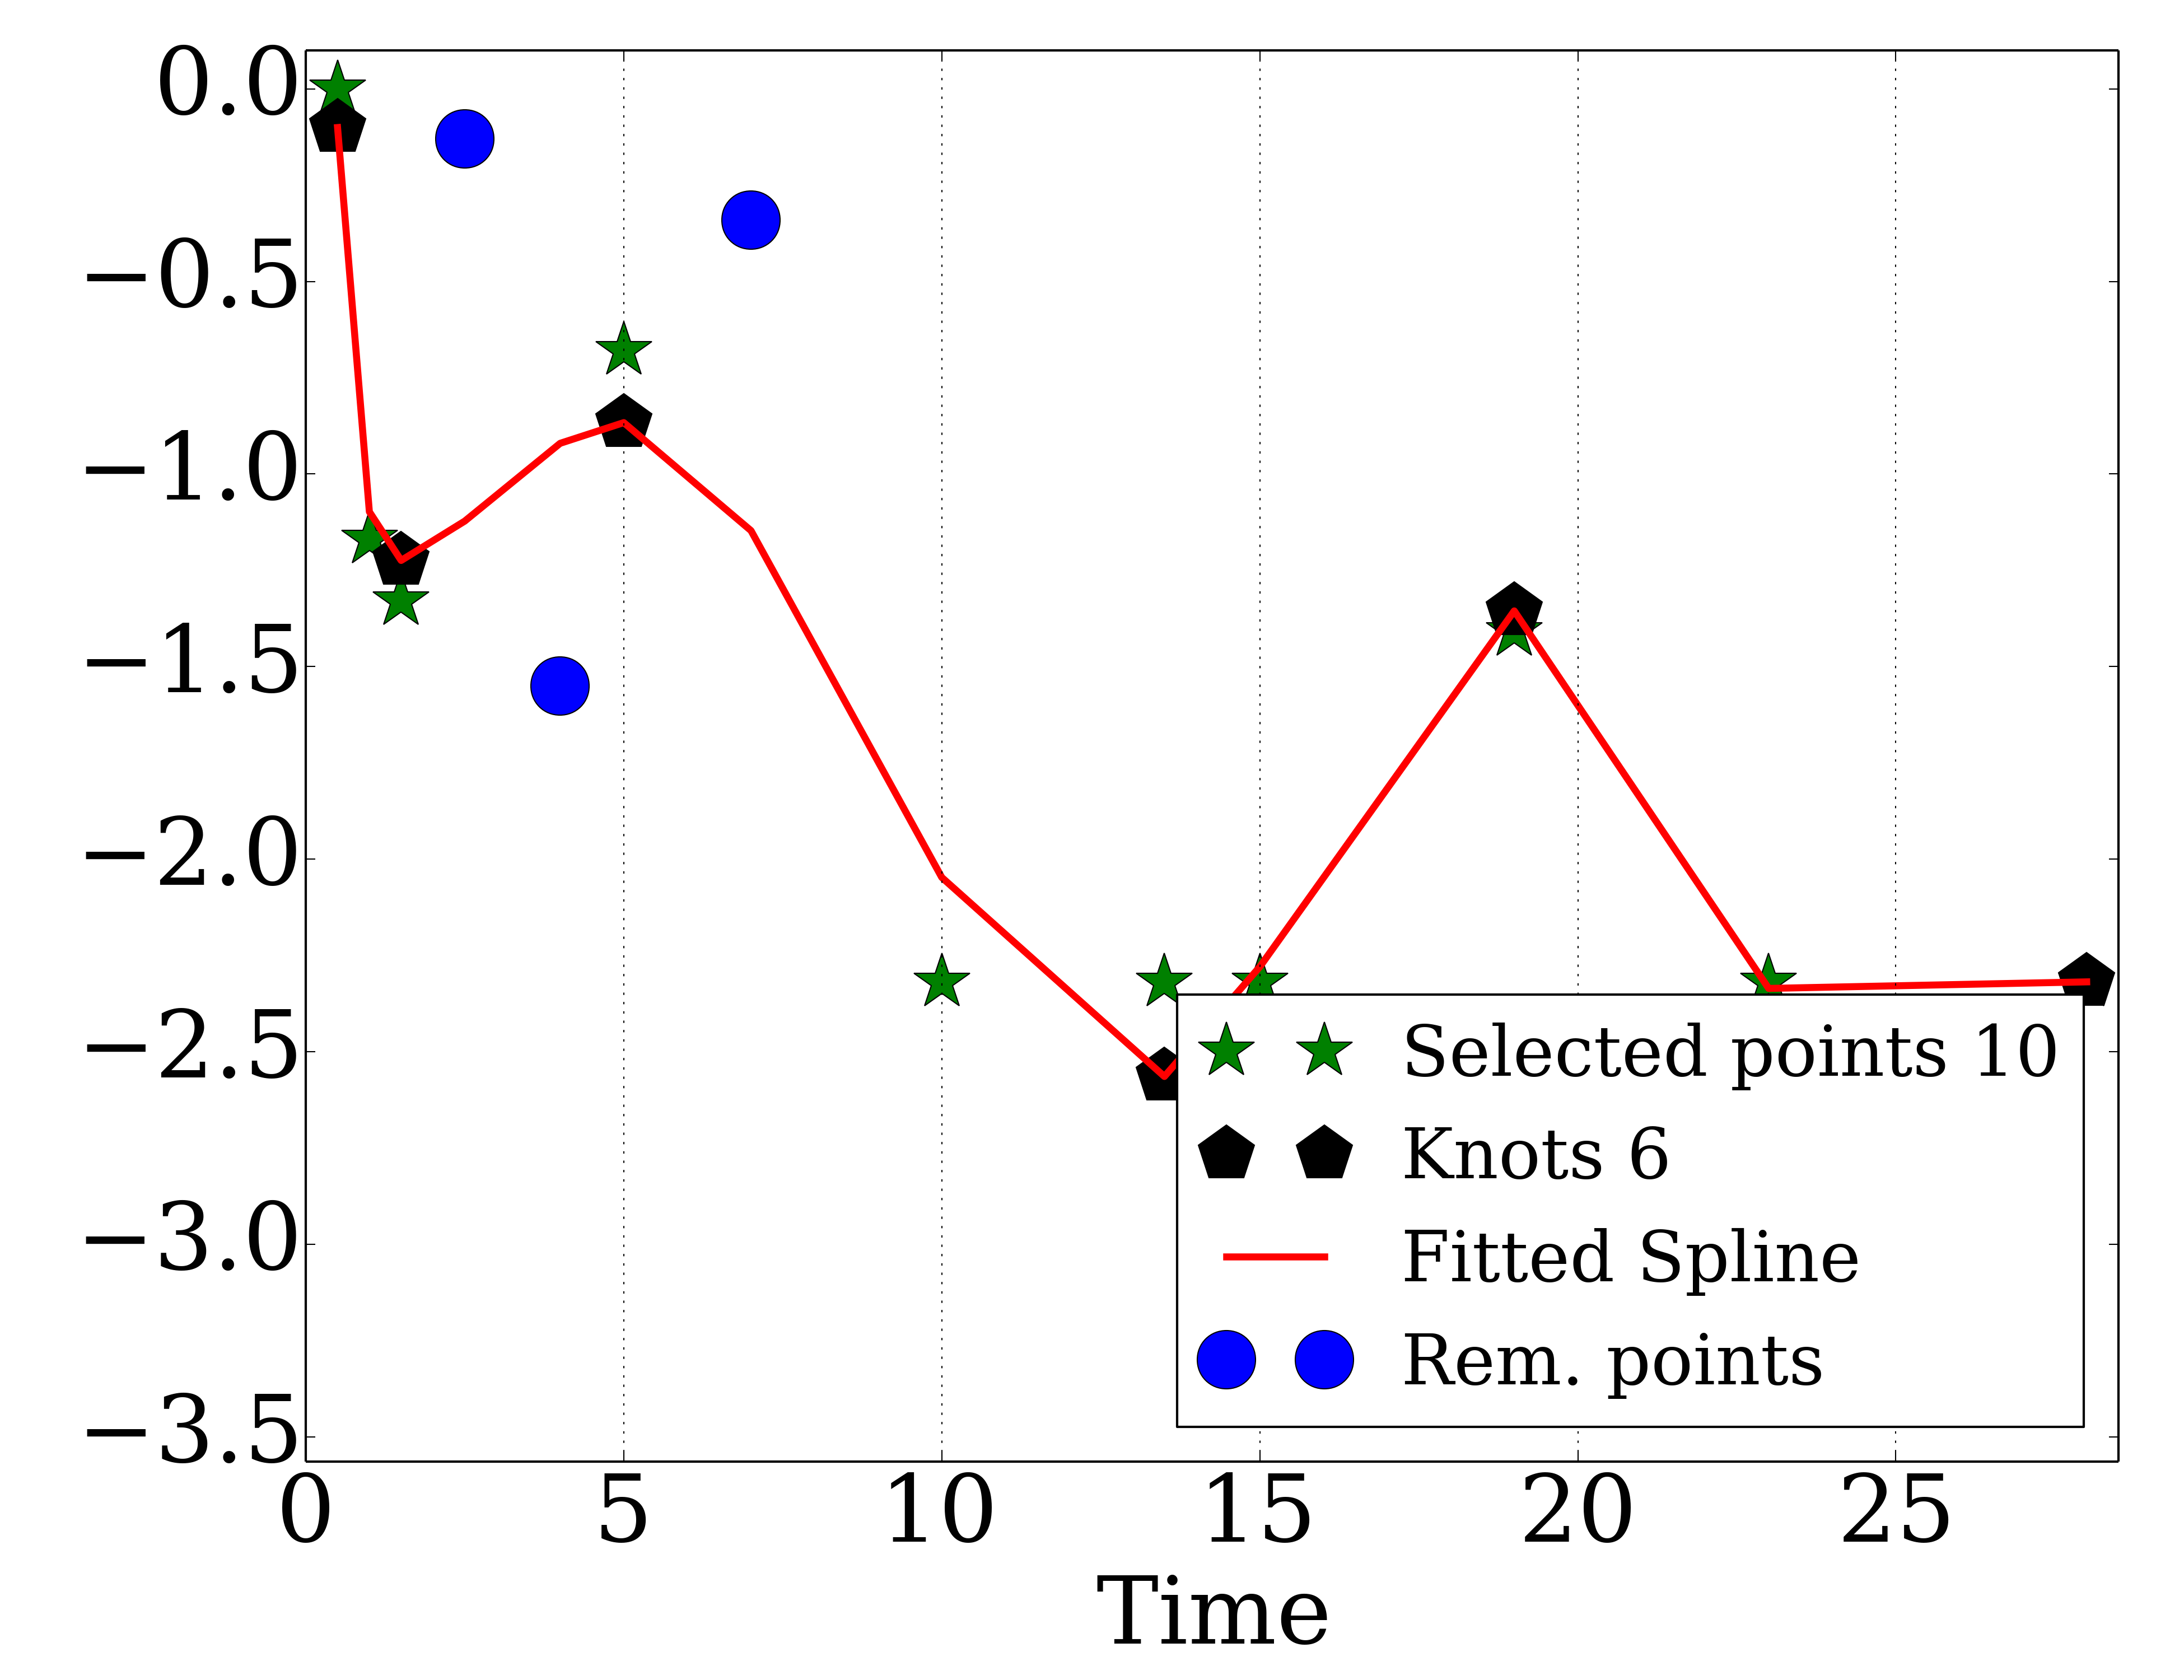 0.0
−0.5
−1.0
−1.5
−2.0
−2.5
−3.0
−3.5
Selected points 10
Knots 6
Fitted Spline
Rem. points
0 5 10 15 20 25
Time